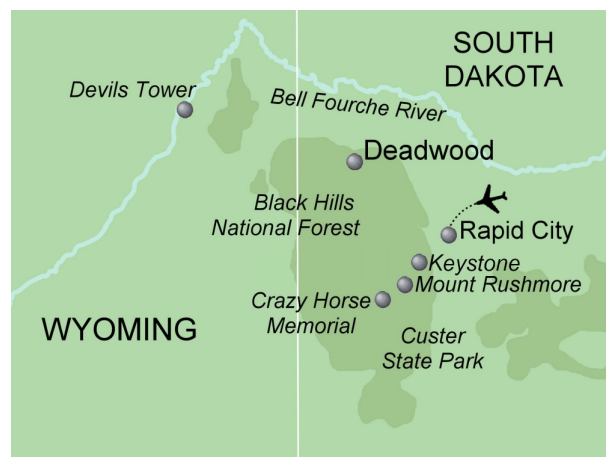 SOUTH
DAKOTA
Devils Tower
Bell Fourche River
Deadwood
Black Hills
National Forest
Rapid City
Keystone
Mount Rushmore
Crazy Horse
Memorial
WYOMING
Custer
State Park